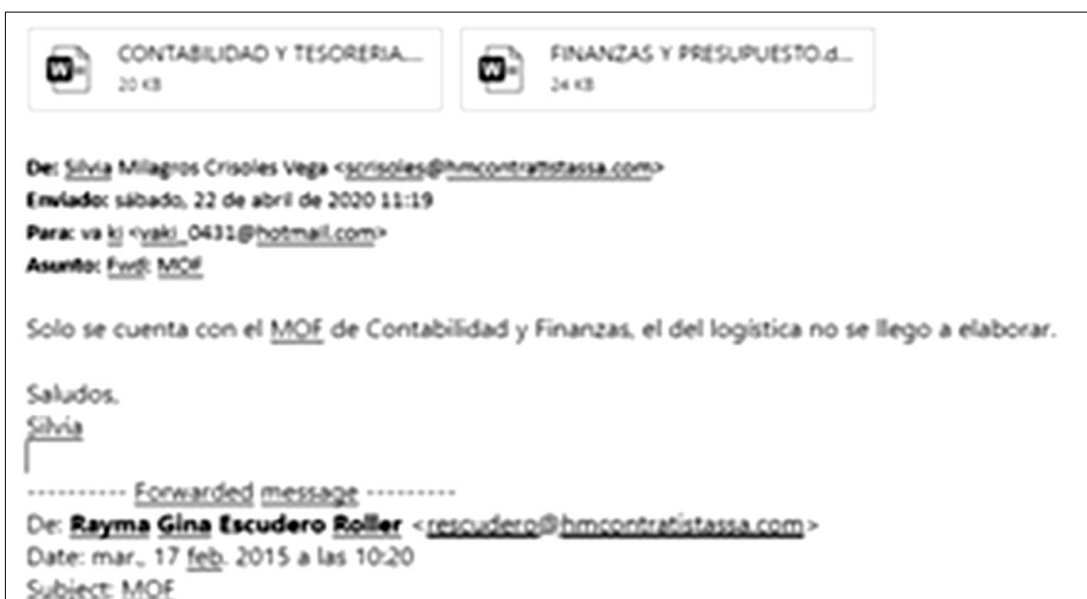 CONTABILIDAD Y TESORERIA....
20 KB
FINANZAS Y PRESUPUESTO.d...
24 KB
De: Silvia Milagros Crisoles Vega <scrisoles@hmcontratistassa.com>
Enviado: sábado, 22 de abril de 2020 11:19
Para: va ki <vaki_0431@hotmail.com>
Asunto: Fwd: MOF
Solo se cuenta con el MOF de Contabilidad y Finanzas, el del logística no se llego a elaborar.
Saludos,
Silvia
---------- Forwarded message ---------
De: Rayma Gina Escudero Roller <rescudero@hmcontratistassa.com>
Date: mar., 17 feb. 2015 a las 10:20
Subject: MOF